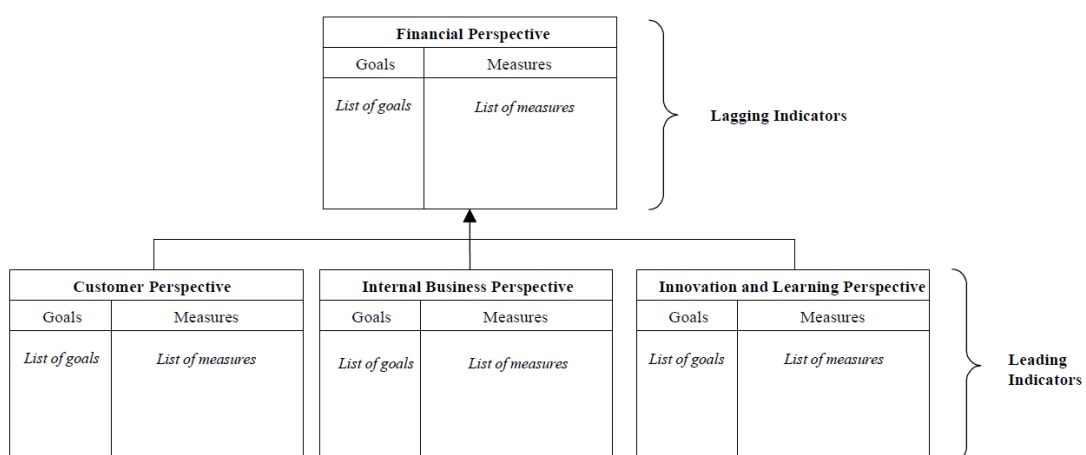 Financial Perspective
Goals Measures
List of goals List of measures
Lagging Indicators
Customer Perspective
Goals Measures
List of goals List of measures
Internal Business Perspective
Goals Measures
List of goals List of measures
Innovation and Learning Perspective
Goals Measures
List of goals List of measures
Leading
Indicators